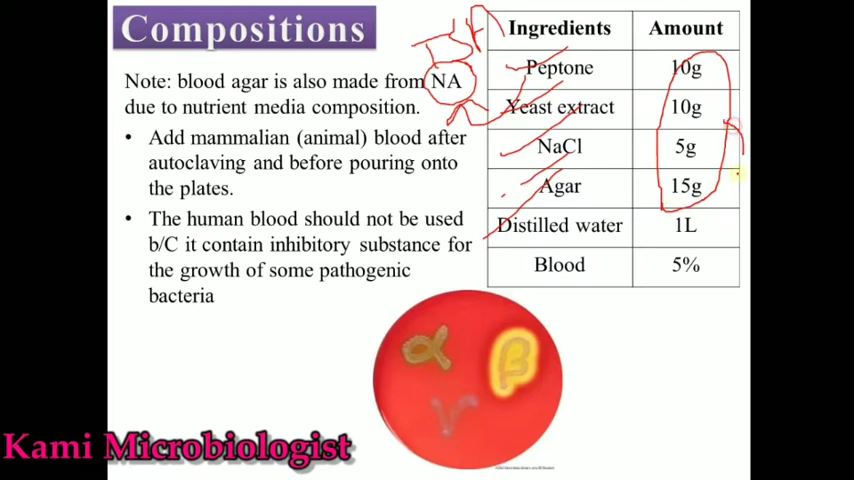 Compositions
Note: blood agar is also made from NA
due to nutrient media composition.
• Add mammalian (animal) blood after
autoclaving and before pouring onto
the plates.
• The human blood should not be used
b/C it contain inhibitory substance for
the growth of some pathogenic
bacteria
Ingredients Amount
Peptone 10g
Yeast extract 10g
NaCl 5g
Agar 15g
Distilled water 1L
Blood 5%
α
β
γ
Kami Microbiologist